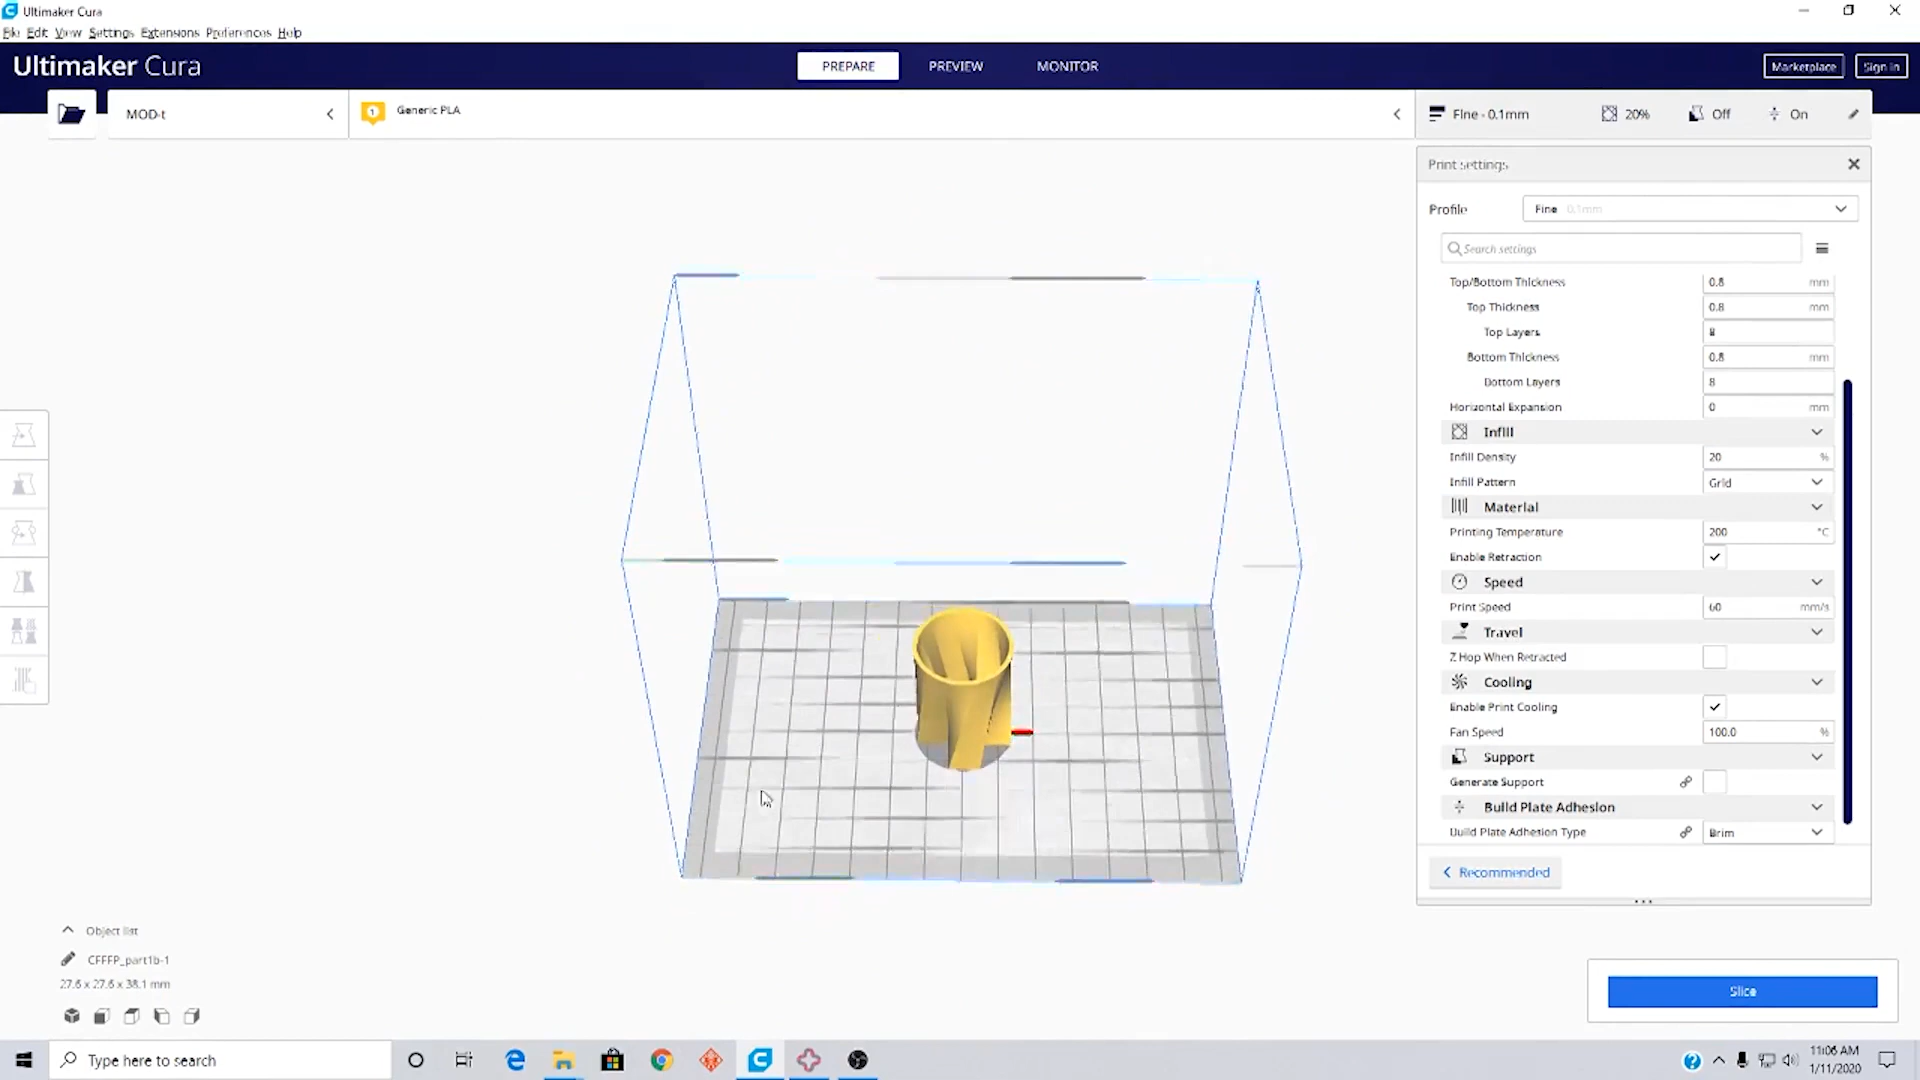 Ultimaker Cura
File Edit View Settings Extensions Preferences Help
Ultimaker Cura
PREPARE
PREVIEW
MONITOR
Marketplace
Sign in
MOD-t
1
Generic PLA
Fine - 0.1mm
20%
Off
On
Print settings
Profile
Fine 0.1mm
Search settings
Top/Bottom Thickness 0.8 mm
Top Thickness 0.8 mm
Top Layers 8
Bottom Thickness 0.8 mm
Bottom Layers 8
Horizontal Expansion 0 mm
Infill
Infill Density 20 %
Infill Pattern Grid
Material
Printing Temperature 200 °C
Enable Retraction
Speed
Print Speed 60 mm/s
Travel
Z Hop When Retracted
Cooling
Enable Print Cooling
Fan Speed 100.0 %
Support
Generate Support
Build Plate Adhesion
Build Plate Adhesion Type Brim
Recommended
Object list
CFFFP_part1b-1
27.6 x 27.6 x 38.1 mm
Slice
Type here to search
11:06 AM
1/11/2020